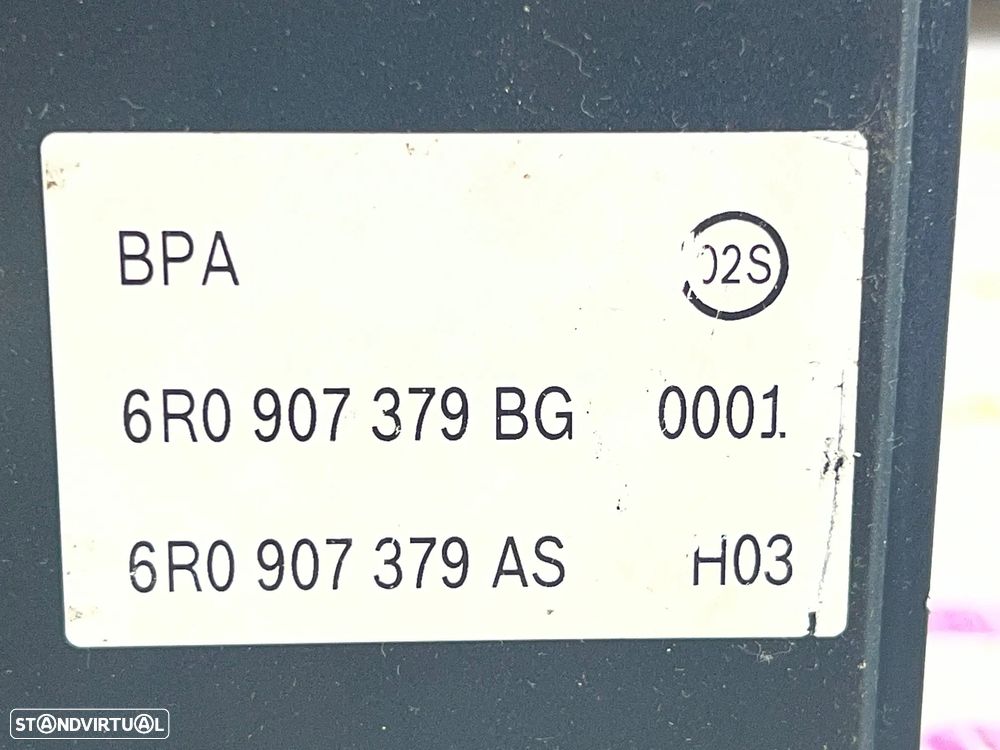 BPA 02S
6R0 907 379 BG 0001
6R0 907 379 AS H03
STANDVIRTUAL